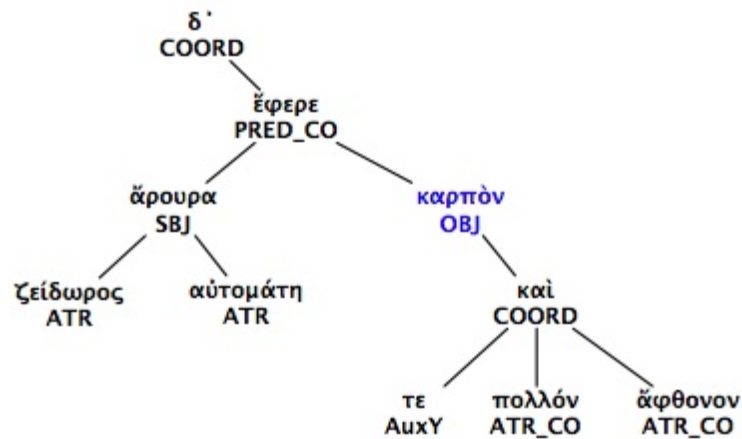 δ᾽
COORD
ἔφερε
PRED_CO
ἄρουρα
SBJ
καρπὸν
OBJ
ζείδωρος
ATR
αὐτομάτη
ATR
καὶ
COORD
τε
AuxY
πολλόν
ATR_CO
ἄφθονον
ATR_CO